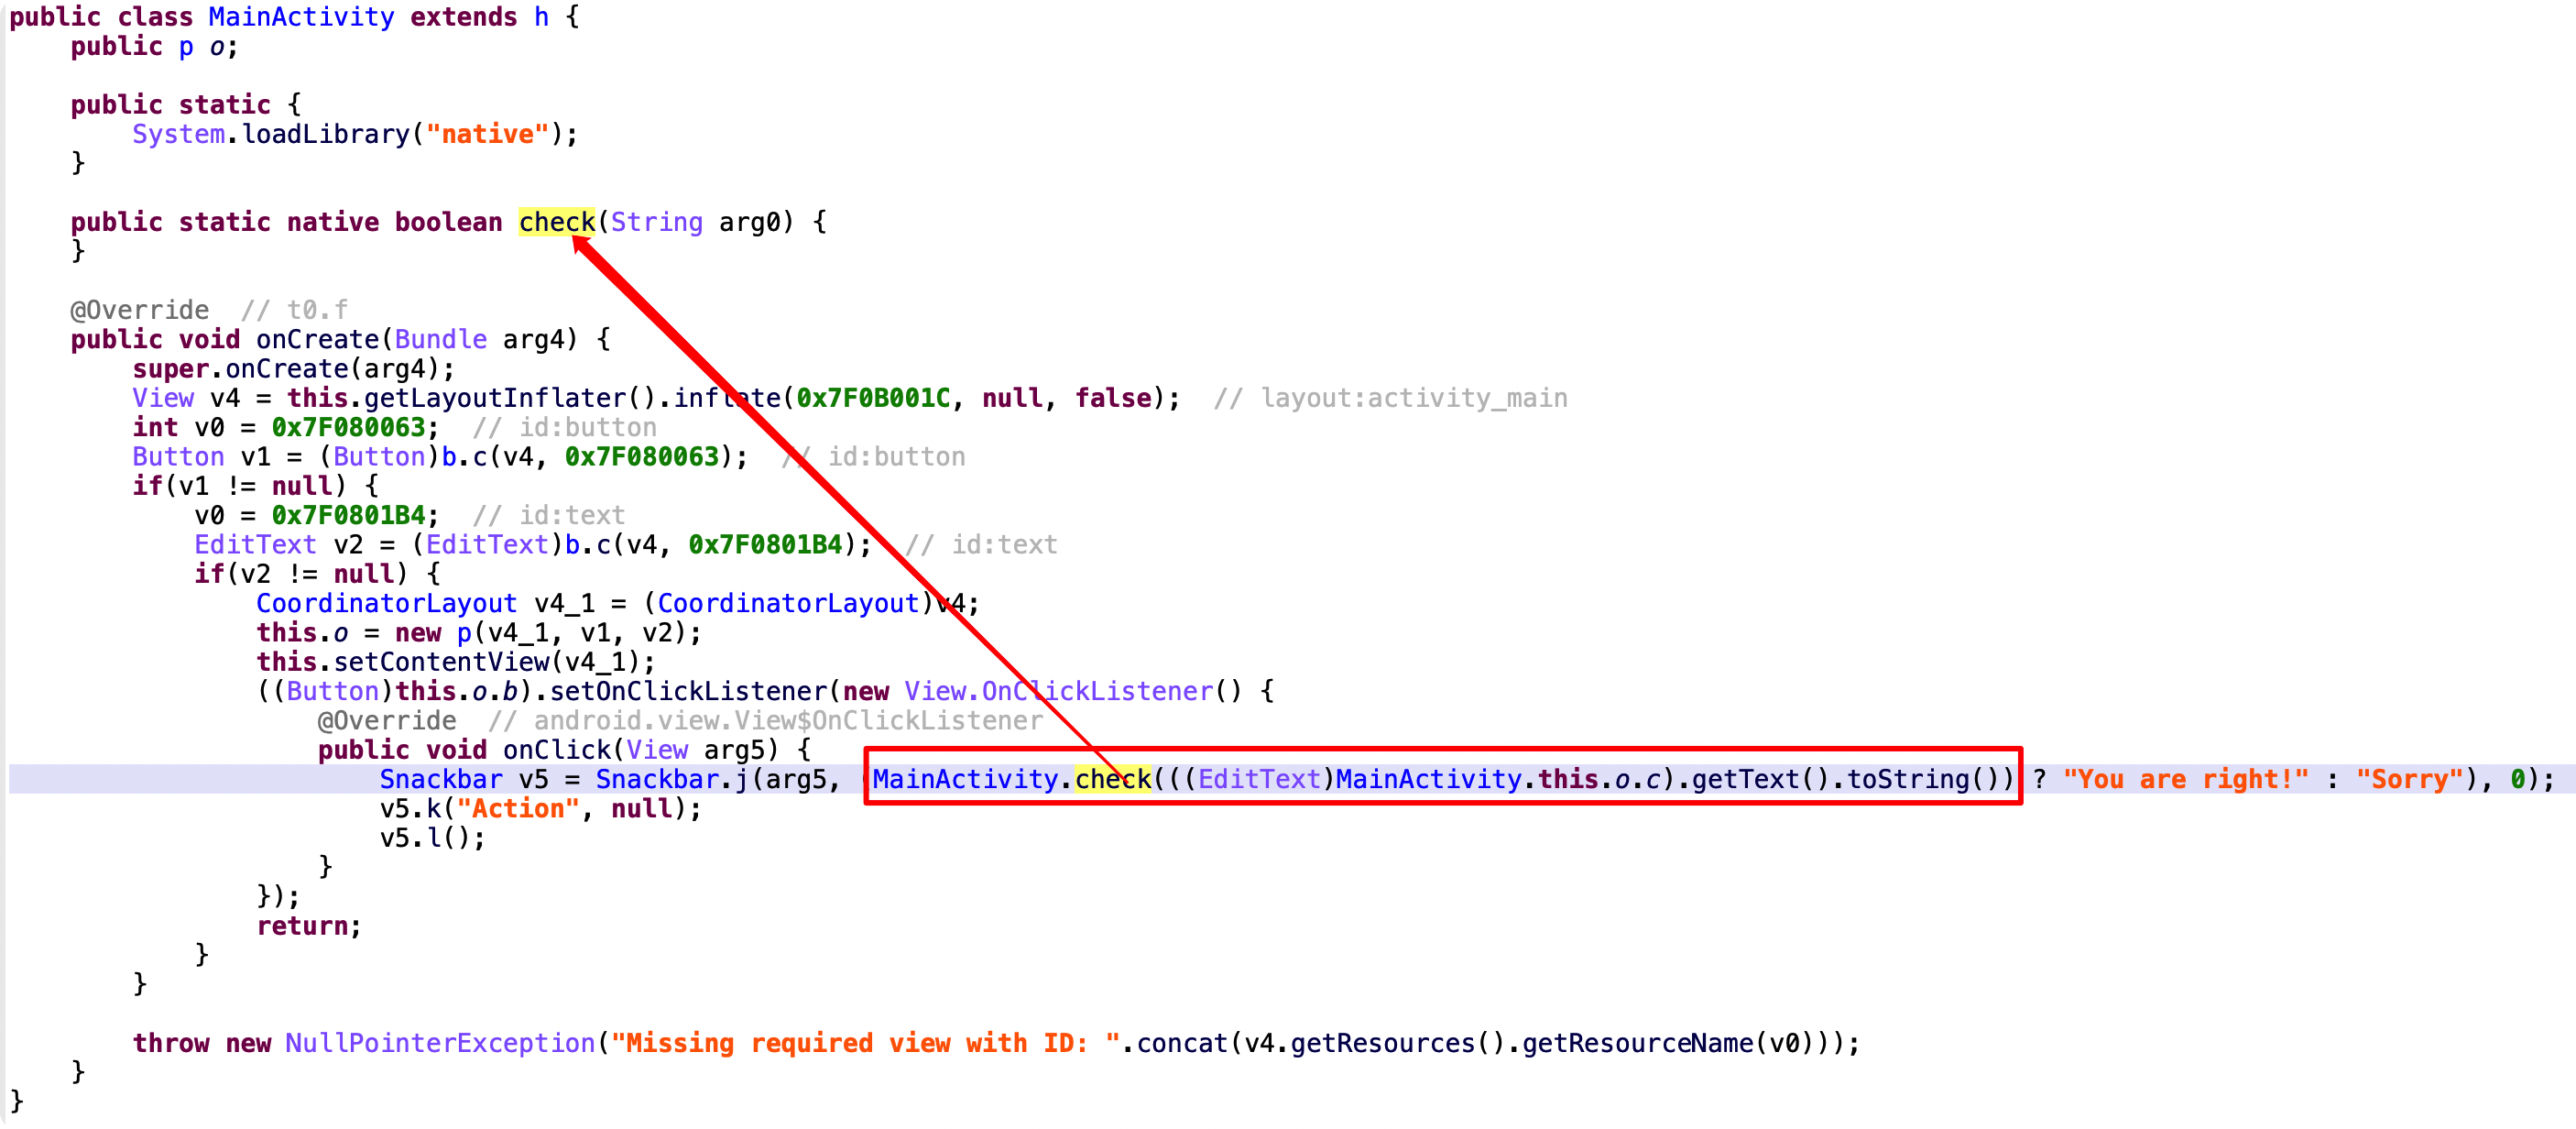 public class MainActivity extends h {
    public p o;

    public static {
        System.loadLibrary("native");
    }

    public static native boolean check(String arg0) {
    }

    @Override  // t0.f
    public void onCreate(Bundle arg4) {
        super.onCreate(arg4);
        View v4 = this.getLayoutInflater().inflate(0x7F0B001C, null, false);  // layout:activity_main
        int v0 = 0x7F080063;  // id:button
        Button v1 = (Button)b.c(v4, 0x7F080063);  // id:button
        if(v1 != null) {
            v0 = 0x7F0801B4;  // id:text
            EditText v2 = (EditText)b.c(v4, 0x7F0801B4);  // id:text
            if(v2 != null) {
                CoordinatorLayout v4_1 = (CoordinatorLayout)v4;
                this.o = new p(v4_1, v1, v2);
                this.setContentView(v4_1);
                ((Button)this.o.b).setOnClickListener(new View.OnClickListener() {
                    @Override  // android.view.View$OnClickListener
                    public void onClick(View arg5) {
                        Snackbar v5 = Snackbar.j(arg5, (MainActivity.check(((EditText)MainActivity.this.o.c).getText().toString()) ? "You are right!" : "Sorry"), 0);
                        v5.k("Action", null);
                        v5.l();
                    }
                });
                return;
            }
        }

        throw new NullPointerException("Missing required view with ID: ".concat(v4.getResources().getResourceName(v0)));
    }
}